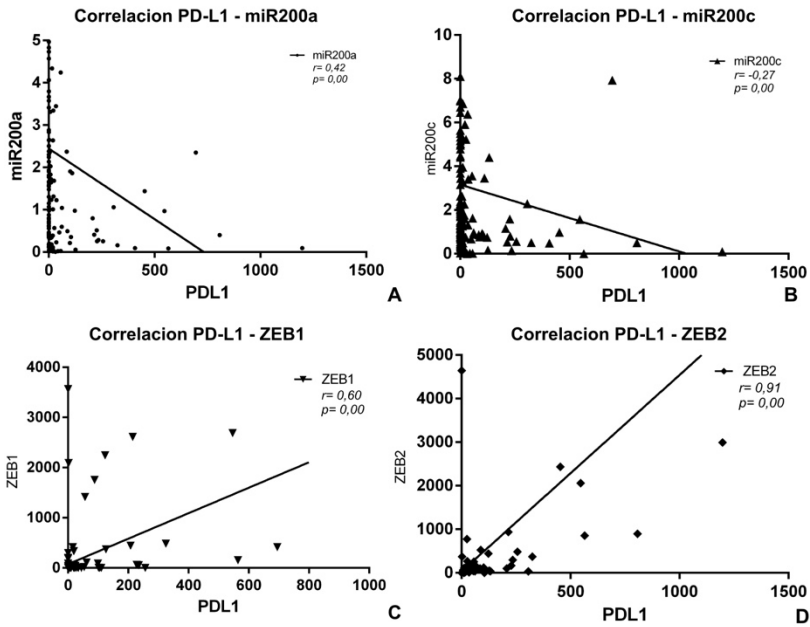 Correlacion PD-L1 - miR200a
miR200a
r= 0,42
p= 0,00
5
4
3
2
1
0
miR200a
0
500
1000
1500
PDL1
A
Correlacion PD-L1 - miR200c
miR200c
r= -0,27
p= 0,00
10
8
6
4
2
0
miR200c
0
500
1000
1500
PDL1
B
Correlacion PD-L1 - ZEB1
ZEB1
r= 0,60
p= 0,00
4000
3000
2000
1000
0
ZEB1
0
200
400
600
800
1000
PDL1
C
Correlacion PD-L1 - ZEB2
ZEB2
r= 0,91
p= 0,00
5000
4000
3000
2000
1000
0
ZEB2
0
500
1000
1500
PDL1
D